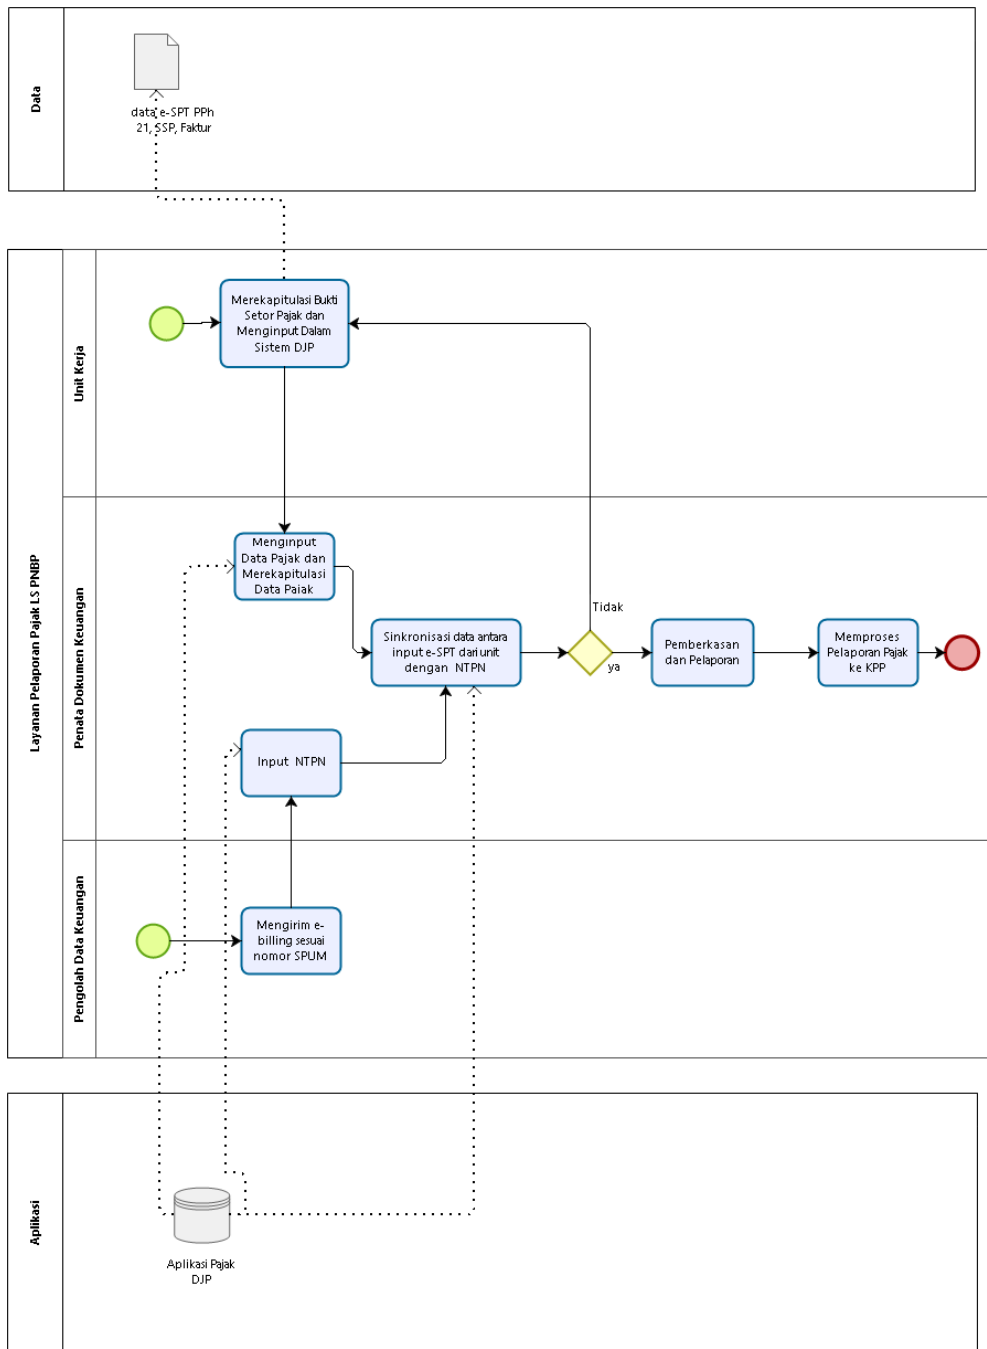 Data
data e-SPT PPh
21, SSP, Faktur
Layanan Pelaporan Pajak LS PNBP
Unit Kerja
Merekapitulasi Bukti
Setor Pajak dan
Menginput Dalam
Sistem DJP
Penata Dokumen Keuangan
Menginput
Data Pajak dan
Merekapitulasi
Data Pajak
Sinkronisasi data antara
input e-SPT dari unit
dengan NTPN
Tidak
ya
Pemberkasan
dan Pelaporan
Memproses
Pelaporan Pajak
ke KPP
Input NTPN
Pengolah Data Keuangan
Mengirim e-
billing sesuai
nomor SPUM
Aplikasi
Aplikasi Pajak
DJP